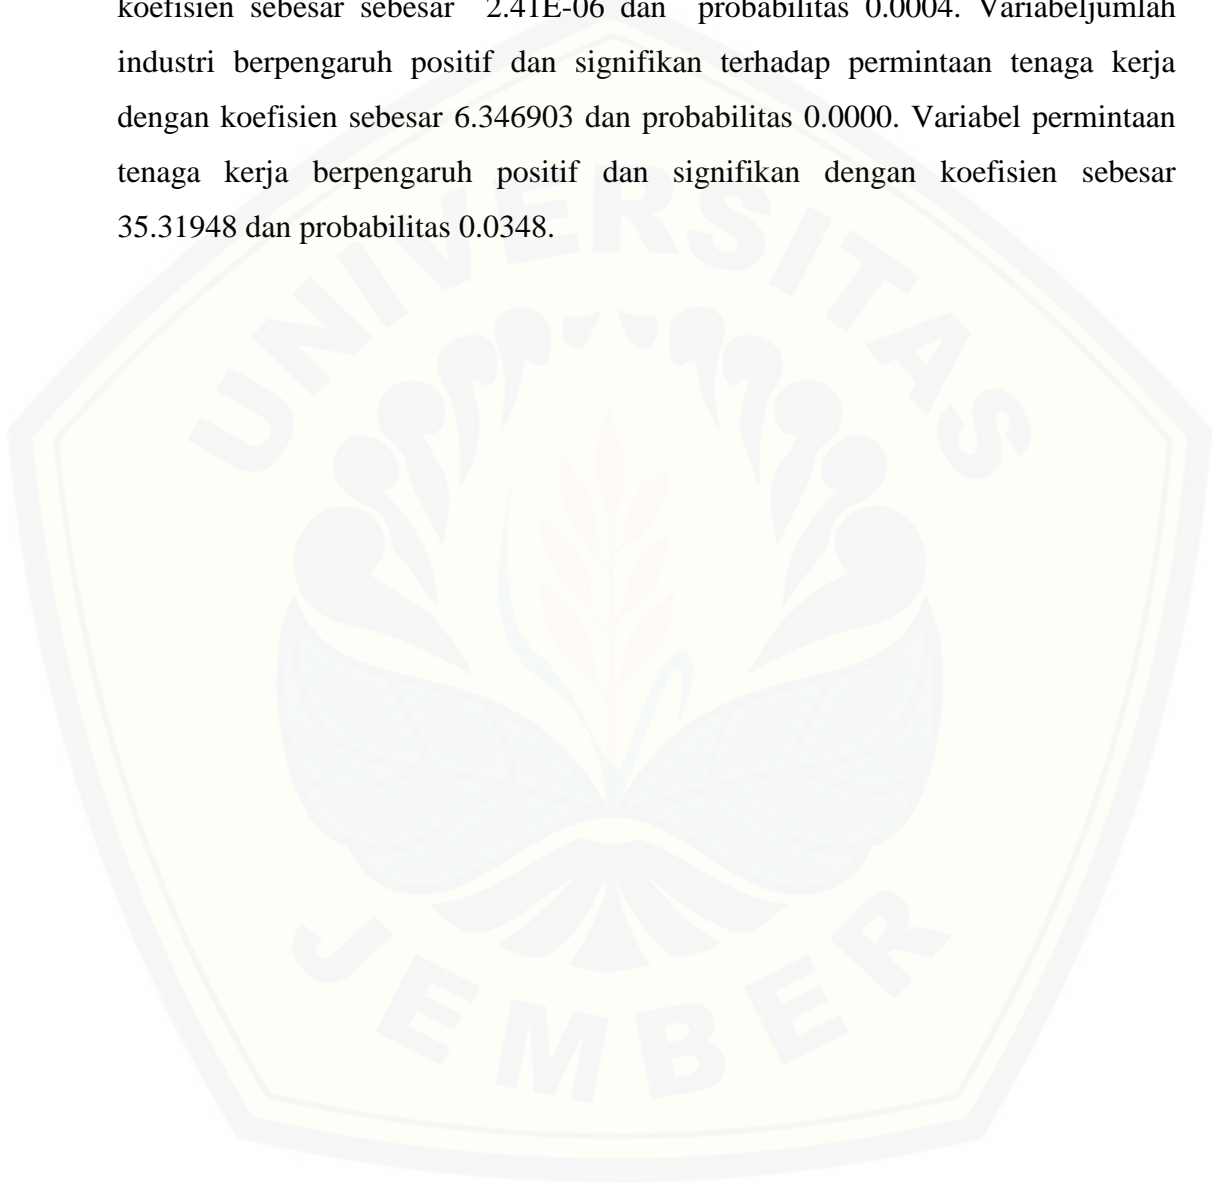 koefisien sebesar sebesar 2.41E-06 dan probabilitas 0.0004. Variabeljumlah
industri berpengaruh positif dan signifikan terhadap permintaan tenaga kerja
dengan koefisien sebesar 6.346903 dan probabilitas 0.0000. Variabel permintaan
tenaga kerja berpengaruh positif dan signifikan dengan koefisien sebesar
35.31948 dan probabilitas 0.0348.
UNIVERSITAS
JEMBER